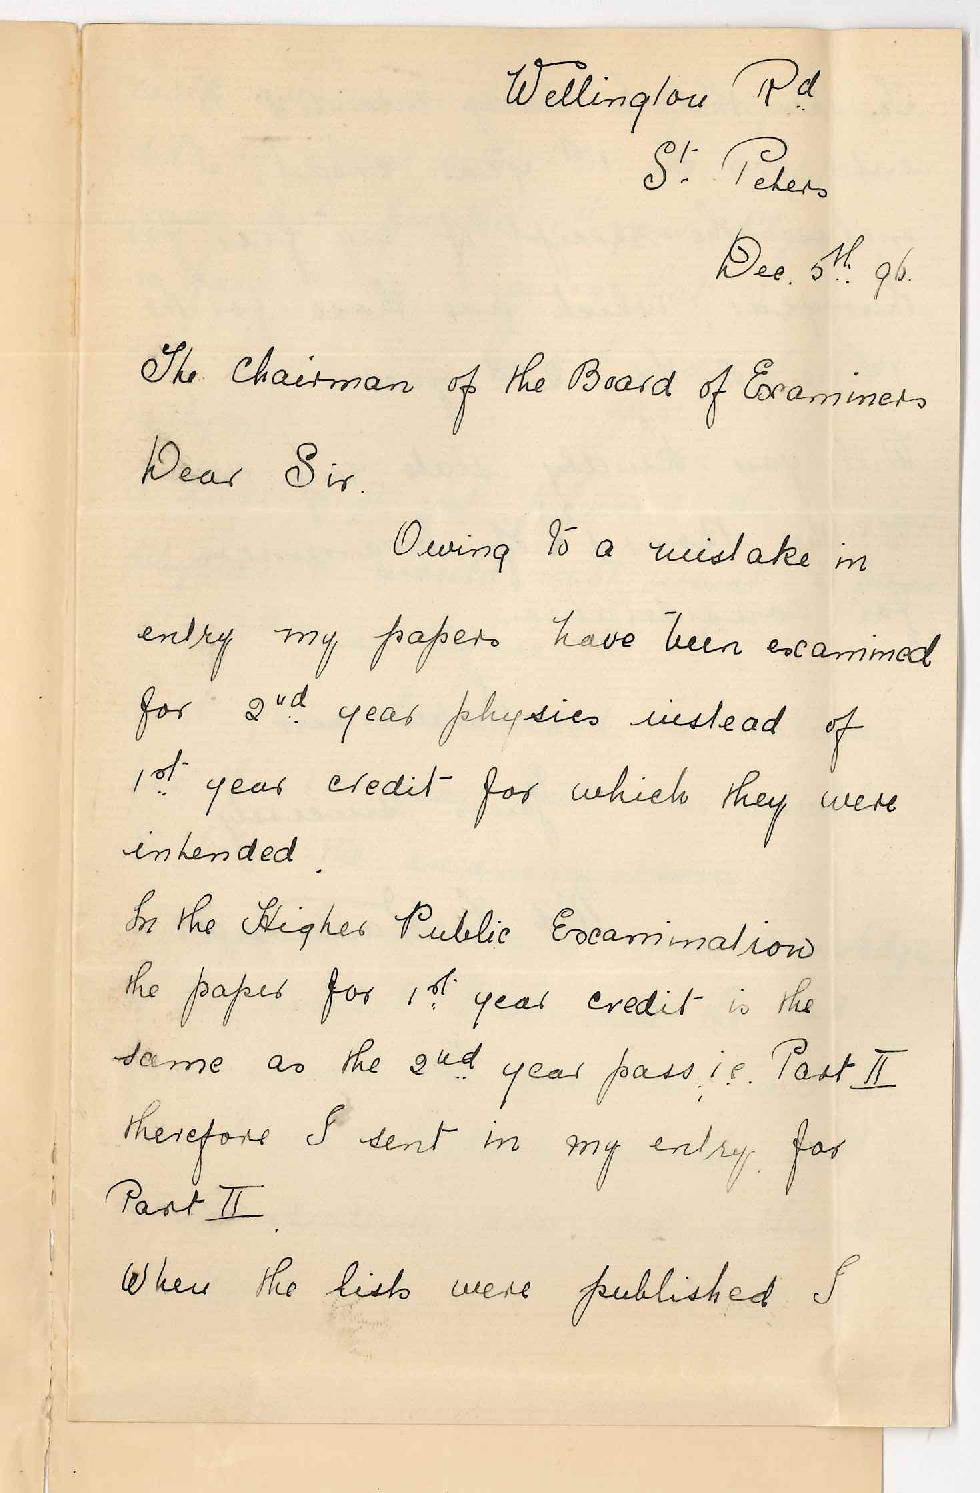 Wellington Rd
St. Peters
Dec. 5th 96.
The Chairman of the Board of Examiners
Dear Sir.
Owing to a mistake in
entry my papers have been examined
for 2nd year physics instead of
1st year credit for which they were
intended.
In the Higher Public Examination
the paper for 1st year credit is the
same as the 2nd year pass, i.e. Part II
therefore I sent in my entry for
Part II.
When the lists were published I